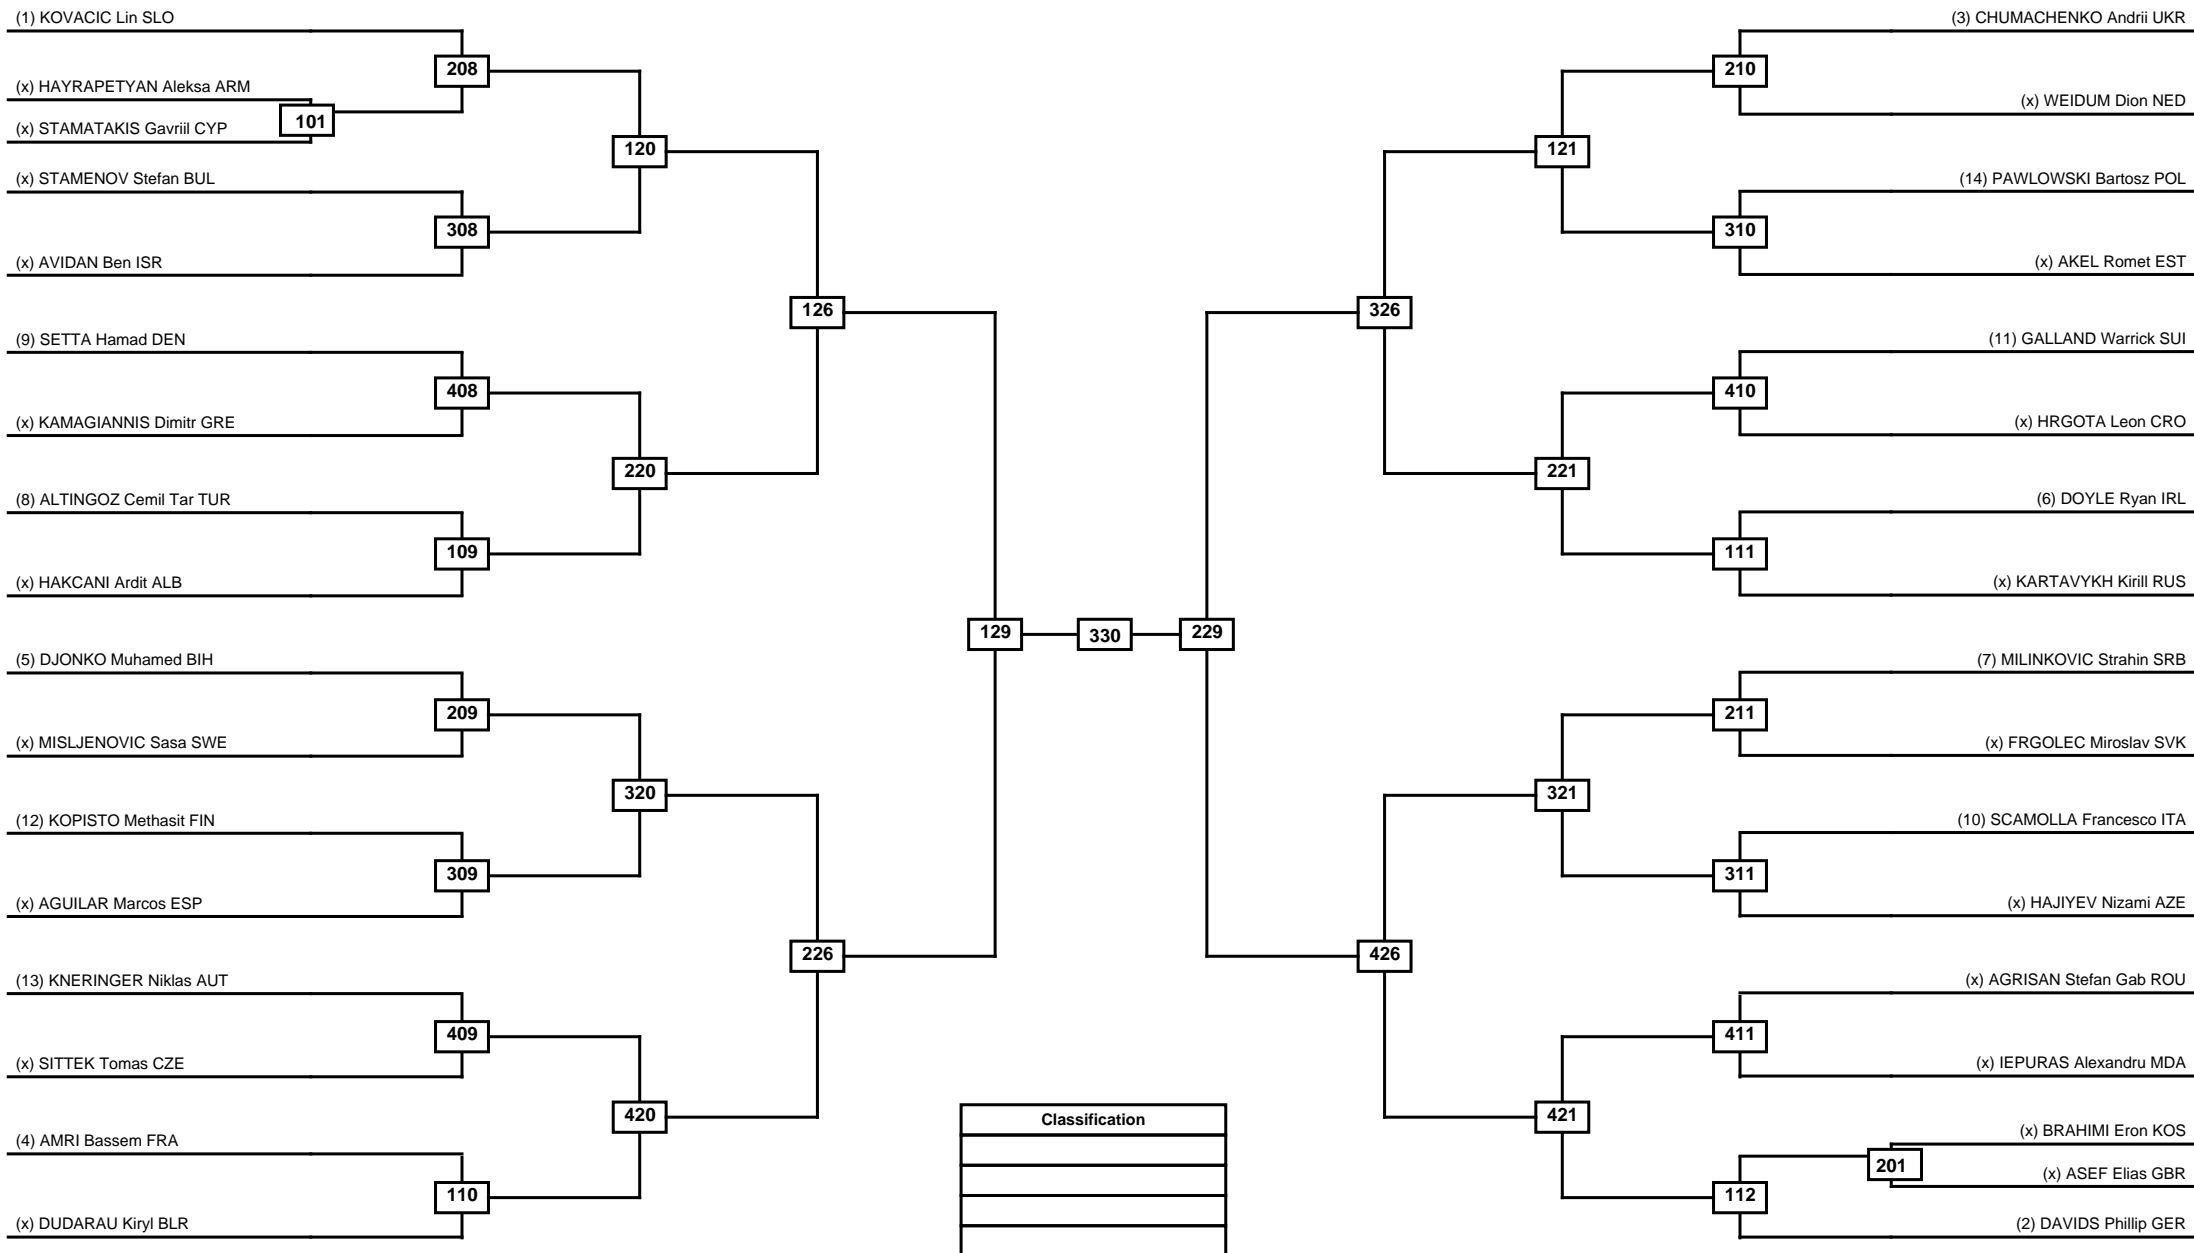 (1) KOVACIC Lin SLO
208
(x) HAYRAPETYAN Aleksa ARM
101
(x) STAMATAKIS Gavriil CYP
120
(x) STAMENOV Stefan BUL
308
(x) AVIDAN Ben ISR
126
(9) SETTA Hamad DEN
408
(x) KAMAGIANNIS Dimitr GRE
220
(8) ALTINGOZ Cemil Tar TUR
109
(x) HAKCANI Ardit ALB
129
(5) DJONKO Muhamed BIH
209
(x) MISLJENOVIC Sasa SWE
320
(12) KOPISTO Methasit FIN
309
(x) AGUILAR Marcos ESP
226
(13) KNERINGER Niklas AUT
409
(x) SITTEK Tomas CZE
420
(4) AMRI Bassem FRA
110
(x) DUDARAU Kiryl BLR
330
Classification
(3) CHUMACHENKO Andrii UKR
210
(x) WEIDUM Dion NED
121
(14) PAWLOWSKI Bartosz POL
310
(x) AKEL Romet EST
326
(11) GALLAND Warrick SUI
410
(x) HRGOTA Leon CRO
221
(6) DOYLE Ryan IRL
111
(x) KARTAVYKH Kirill RUS
229
(7) MILINKOVIC Strahin SRB
211
(x) FRGOLEC Miroslav SVK
321
(10) SCAMOLLA Francesco ITA
311
(x) HAJIYEV Nizami AZE
426
(x) AGRISAN Stefan Gab ROU
411
(x) IEPURAS Alexandru MDA
421
(x) BRAHIMI Eron KOS
201
(x) ASEF Elias GBR
112
(2) DAVIDS Phillip GER